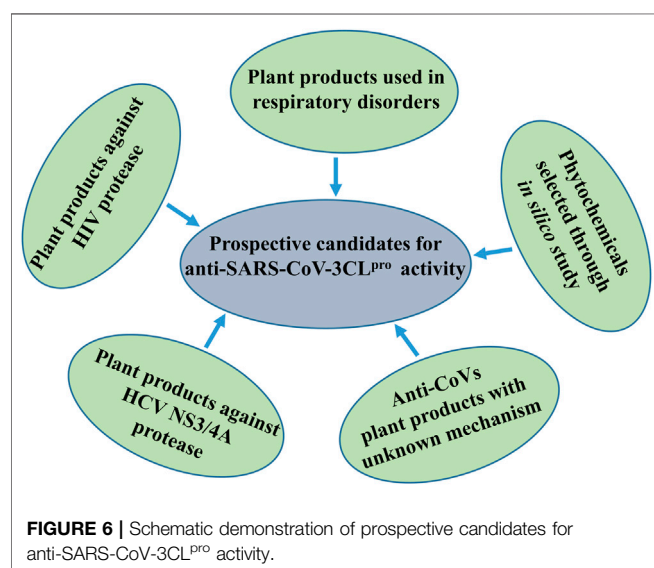 Plant products used in
respiratory disorders
Plant products against
HIV protease
Phytochemicals
selected through
in silico study
Prospective candidates for
anti-SARS-CoV-3CLᵖʳᵒ activity
Plant products against
HCV NS3/4A
protease
Anti-CoVs
plant products with
unknown mechanism
FIGURE 6 | Schematic demonstration of prospective candidates for
anti-SARS-CoV-3CLᵖʳᵒ activity.